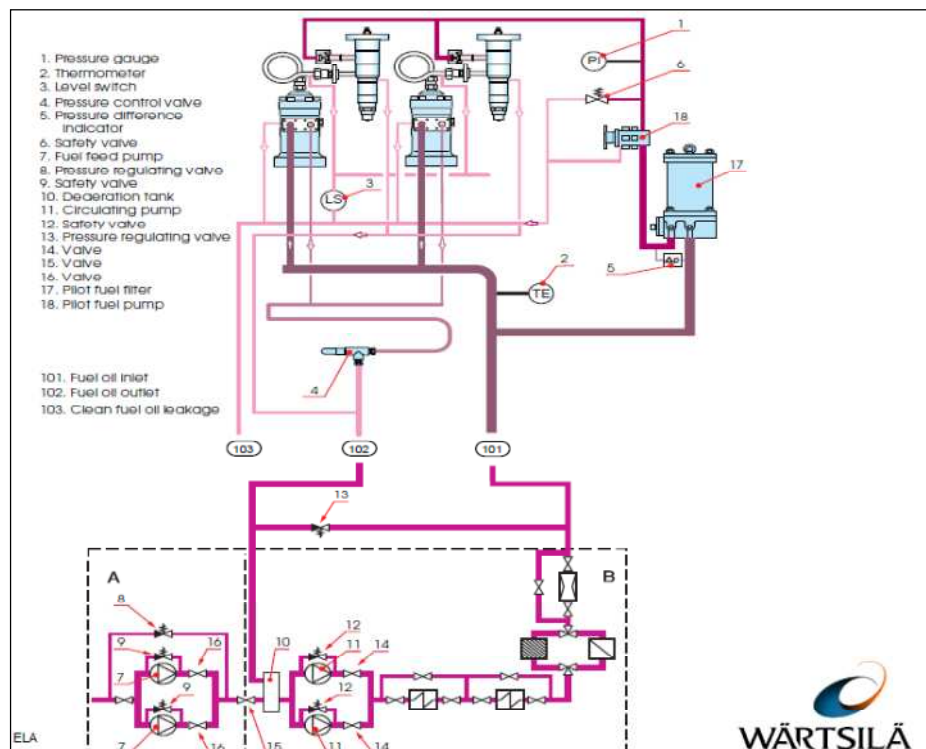 1. Pressure gauge
2. Thermometer
3. Level switch
4. Pressure control valve
5. Pressure difference
indicator
6. Safety valve
7. Fuel feed pump
8. Pressure regulating valve
9. Safety valve
10. Deaeration tank
11. Circulating pump
12. Safety valve
13. Pressure regulating valve
14. Valve
15. Valve
16. Valve
17. Pilot fuel filter
18. Pilot fuel pump
101. Fuel oil inlet
102. Fuel oil outlet
103. Clean fuel oil leakage
1
PI
6
18
17
3
LS
2
TE
5
4
103
102
101
13
A
B
8
9
16
10
12
11
14
7
9
12
7
16
15
11
14
ELA
WÄRTSILÄ